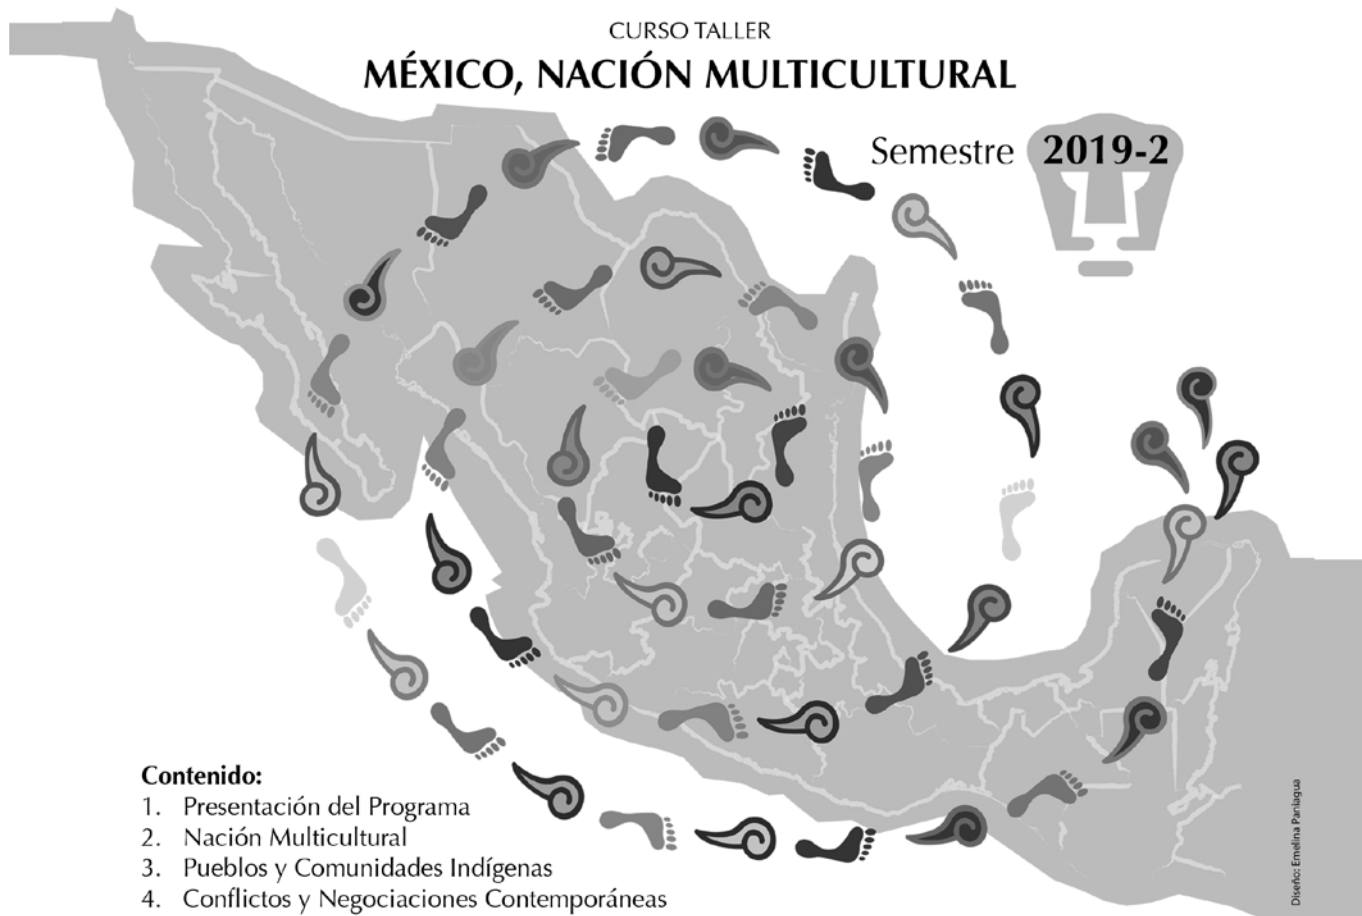 CURSO TALLER
MÉXICO, NACIÓN MULTICULTURAL
Semestre 2019-2
Contenido:
1. Presentación del Programa
2. Nación Multicultural
3. Pueblos y Comunidades Indígenas
4. Conflictos y Negociaciones Contemporáneas
Diseño: Emelina Paniagua